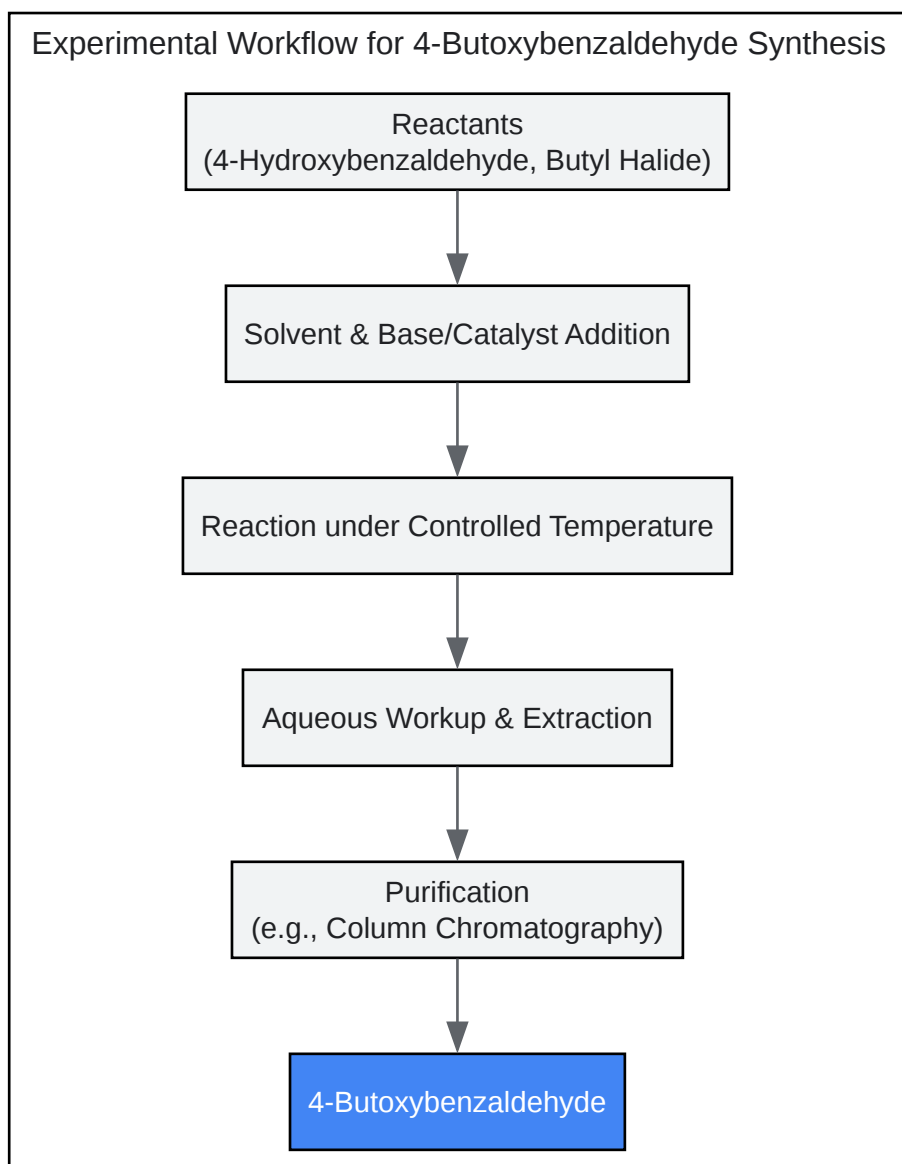 Experimental Workflow for 4-Butoxybenzaldehyde Synthesis
Reactants
(4-Hydroxybenzaldehyde, Butyl Halide)
Solvent & Base/Catalyst Addition
Reaction under Controlled Temperature
Aqueous Workup & Extraction
Purification
(e.g., Column Chromatography)
4-Butoxybenzaldehyde